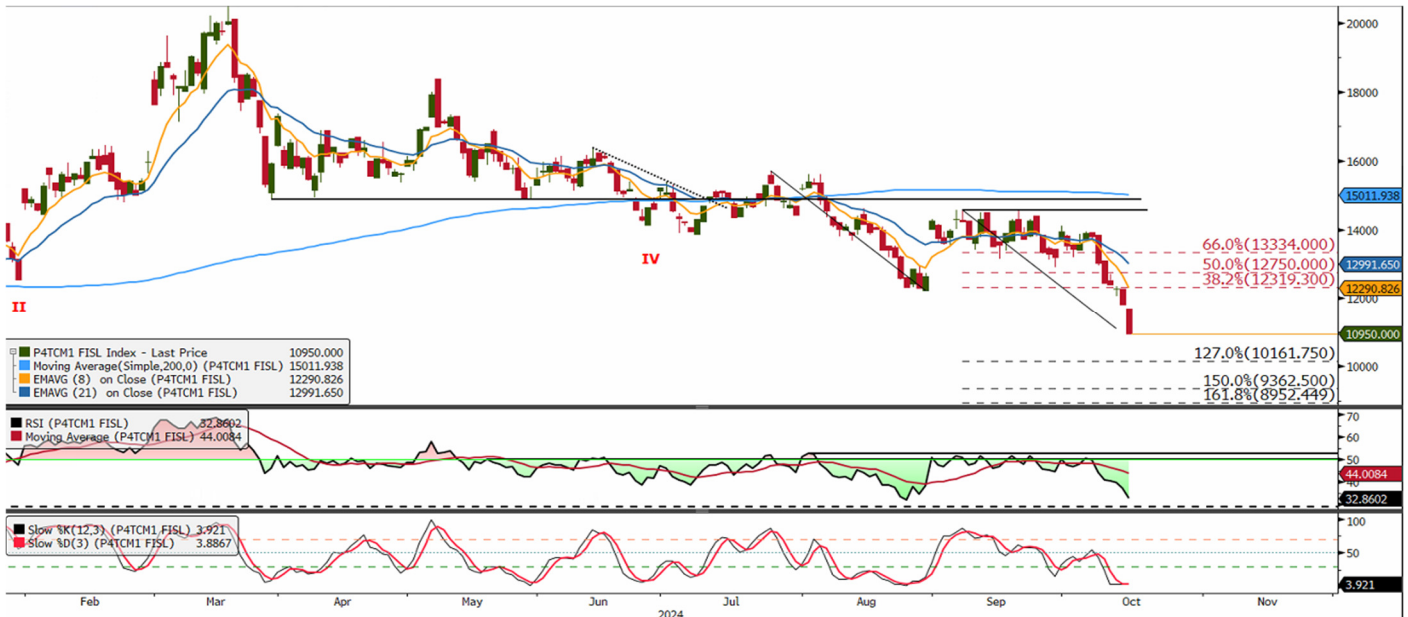 20000
18000
16000
15011.938
14000
66.0%(13334.000)
12991.650
50.0%(12750.000)
38.2%(12319.300)
12290.826
12000
10950.000
127.0%(10161.750)
10000
150.0%(9362.500)
161.8%(8952.449)
II
IV
P4TCM1 FISL Index - Last Price 10950.000
Moving Average(Simple,200,0) (P4TCM1 FISL) 15011.938
EMAVG (8) on Close (P4TCM1 FISL) 12290.826
EMAVG (21) on Close (P4TCM1 FISL) 12991.650
RSI (P4TCM1 FISL) 32.8602
Moving Average (P4TCM1 FISL) 44.0084
70
60
50
44.0084
40
32.8602
Slow %K(12,3) (P4TCM1 FISL) 3.921
Slow %D(3) (P4TCM1 FISL) 3.8867
100
50
3.921
Feb Mar Apr May Jun Jul Aug Sep Oct Nov
2024